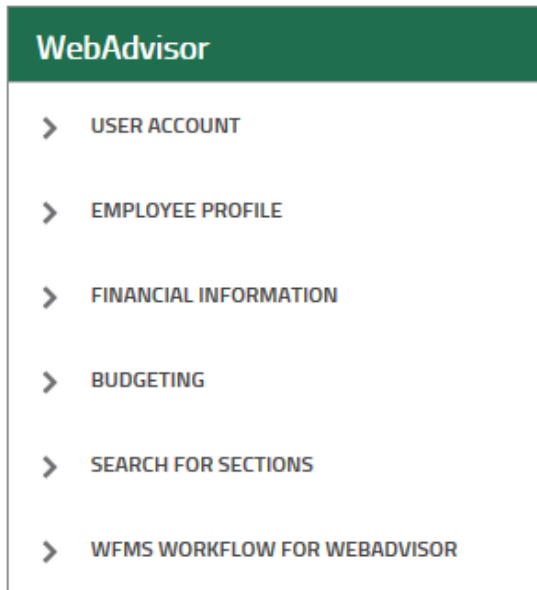 WebAdvisor
USER ACCOUNT
EMPLOYEE PROFILE
FINANCIAL INFORMATION
BUDGETING
SEARCH FOR SECTIONS
WFMS WORKFLOW FOR WEBADVISOR